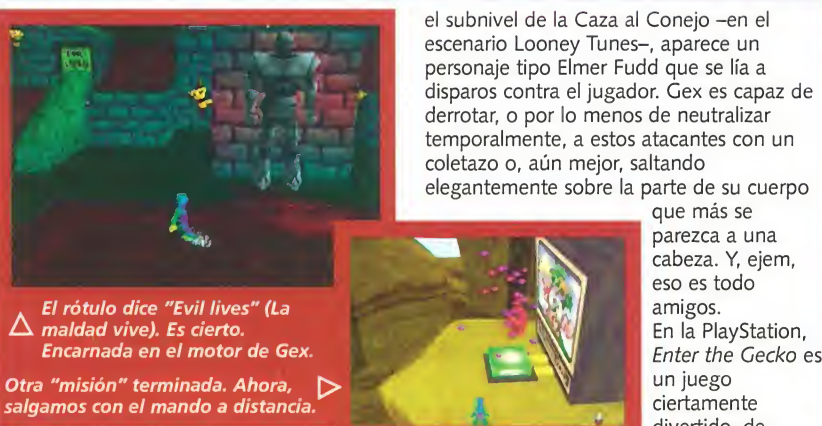 el subnivel de la Caza al Conejo –en el
escenario Looney Tunes–, aparece un
personaje tipo Elmer Fudd que se lía a
disparos contra el jugador. Gex es capaz de
derrotar, o por lo menos de neutralizar
temporalmente, a estos atacantes con un
coletazo o, aún mejor, saltando
elegantemente sobre la parte de su cuerpo
que más se
parezca a una
cabeza. Y, ejem,
eso es todo
amigos.
En la PlayStation,
Enter the Gecko es
un juego
ciertamente
divertido, de
El rótulo dice "Evil lives" (La
maldad vive). Es cierto.
Encarnada en el motor de Gex.
Otra "misión" terminada. Ahora,
salgamos con el mando a distancia.